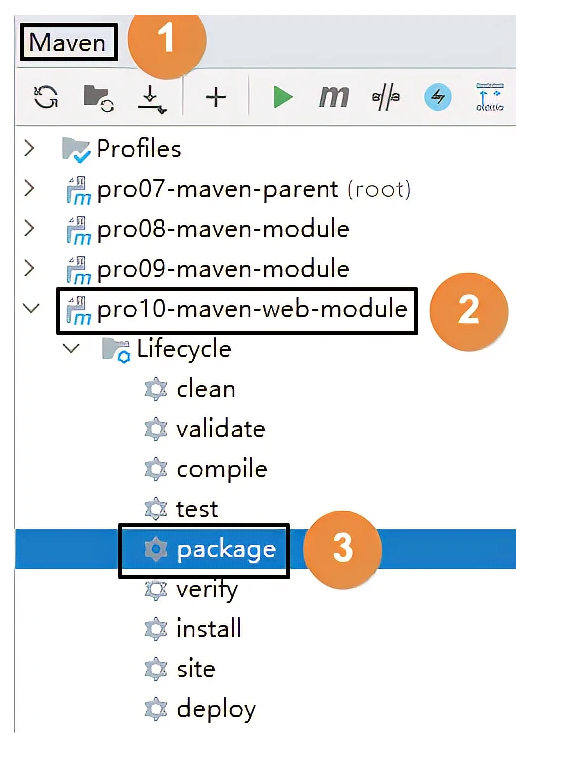 Maven 1
m
Profiles
pro07-maven-parent (root)
pro08-maven-module
pro09-maven-module
pro10-maven-web-module 2
Lifecycle
clean
validate
compile
test
package 3
verify
install
site
deploy